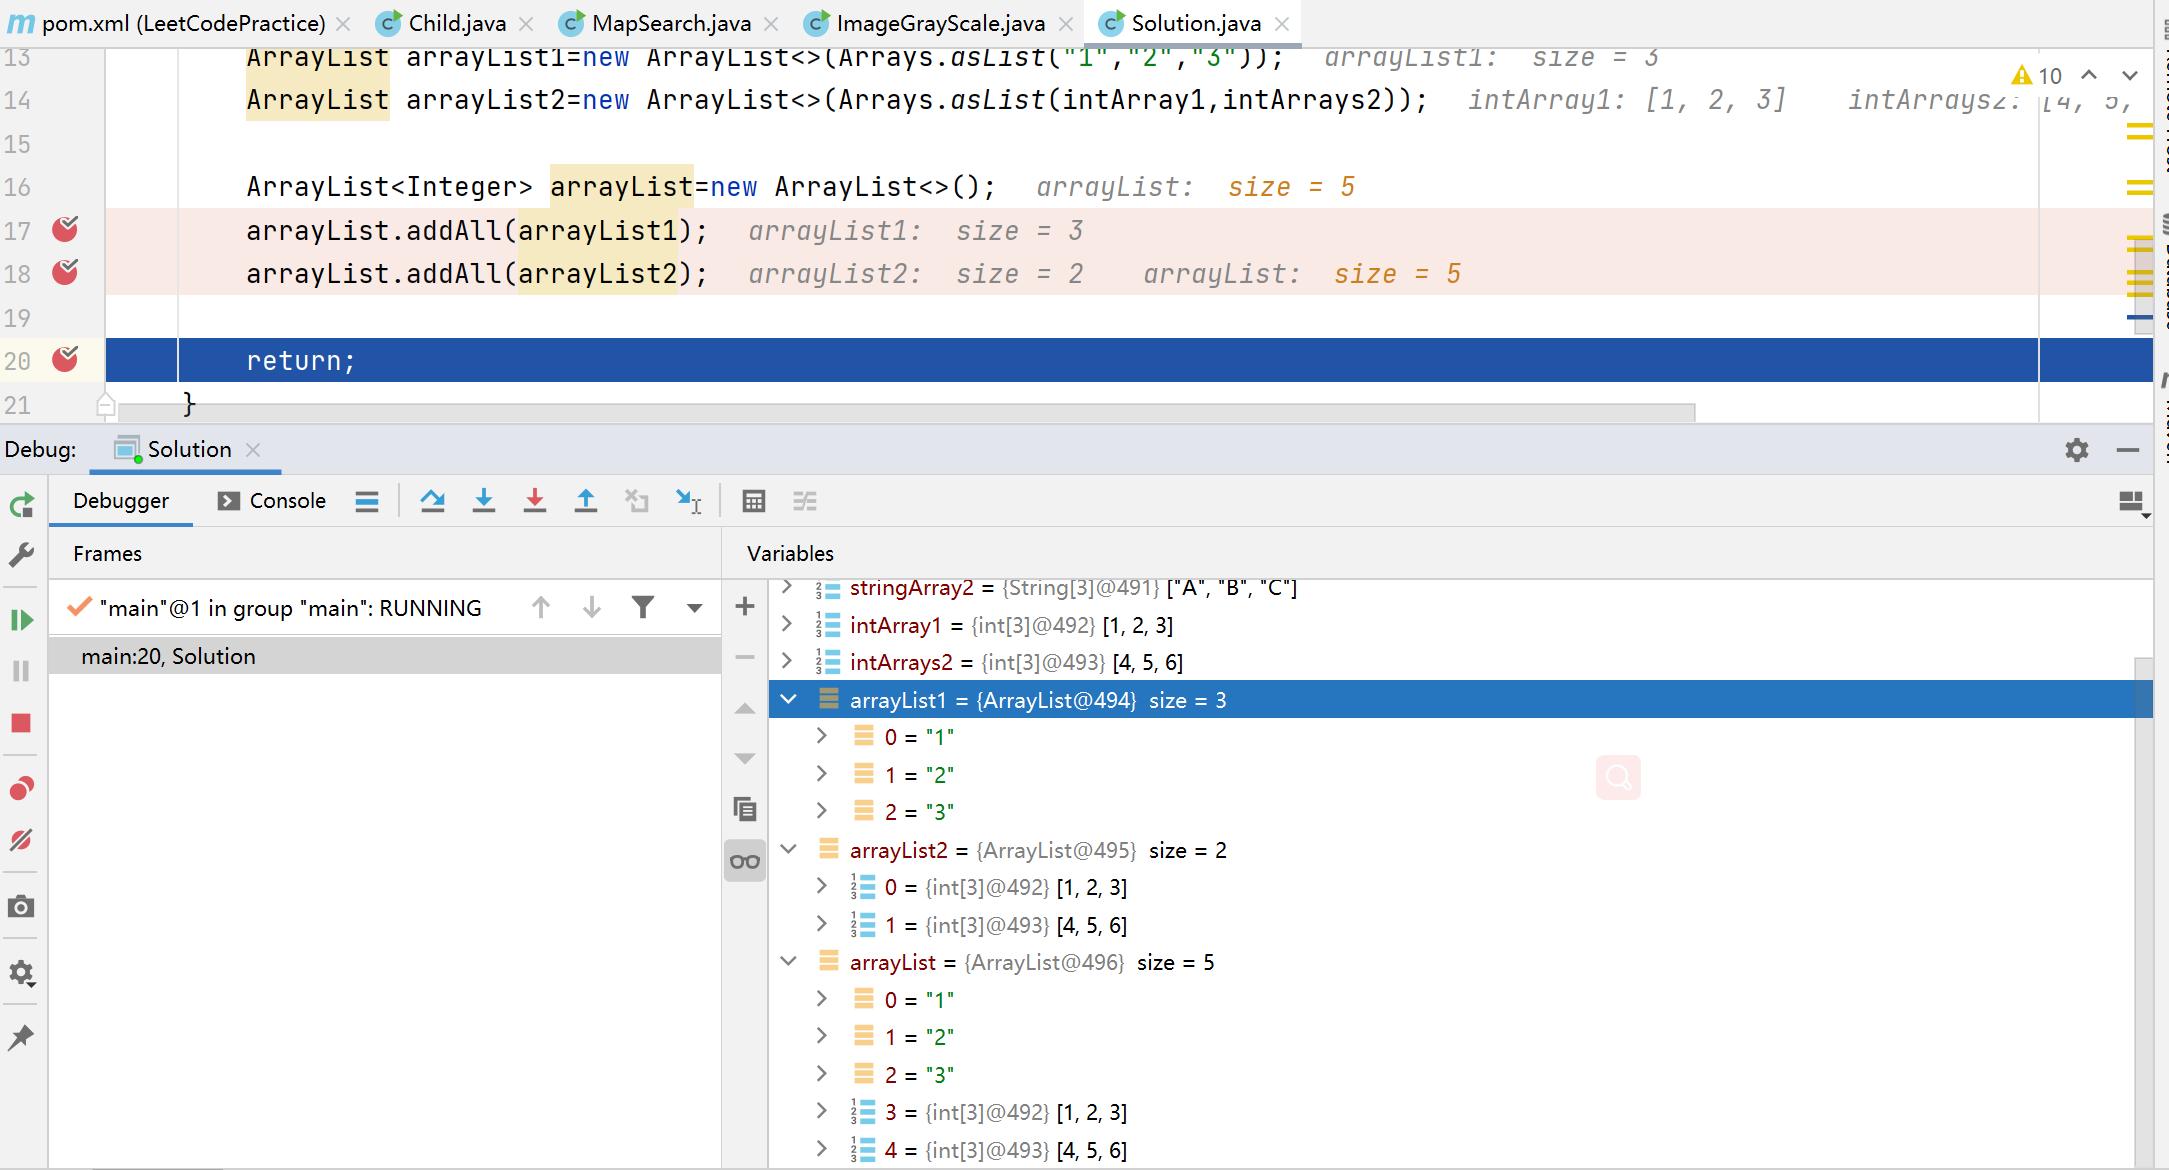 m pom.xml (LeetCodePractice) Child.java MapSearch.java ImageGrayScale.java Solution.java
13 ArrayList arrayList1=new ArrayList<>(Arrays.asList("1","2","3")); arrayList1: size = 3
10
14 ArrayList arrayList2=new ArrayList<>(Arrays.asList(intArray1,intArrays2)); intArray1: [1, 2, 3] intArrays2: [4, 5,
15
16 ArrayList<Integer> arrayList=new ArrayList<>(); arrayList: size = 5
17 arrayList.addAll(arrayList1); arrayList1: size = 3
18 arrayList.addAll(arrayList2); arrayList2: size = 2 arrayList: size = 5
19
20 return;
21 }
Debug: Solution
Debugger Console
Frames Variables
"main"@1 in group "main": RUNNING
main:20, Solution
stringArray2 = {String[3]@491} ["A", "B", "C"]
intArray1 = {int[3]@492} [1, 2, 3]
intArrays2 = {int[3]@493} [4, 5, 6]
arrayList1 = {ArrayList@494} size = 3
0 = "1"
1 = "2"
2 = "3"
arrayList2 = {ArrayList@495} size = 2
0 = {int[3]@492} [1, 2, 3]
1 = {int[3]@493} [4, 5, 6]
arrayList = {ArrayList@496} size = 5
0 = "1"
1 = "2"
2 = "3"
3 = {int[3]@492} [1, 2, 3]
4 = {int[3]@493} [4, 5, 6]